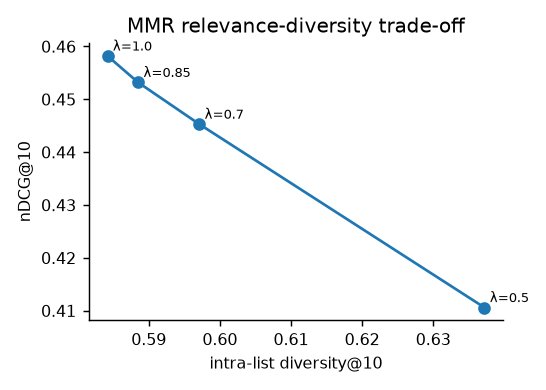 MMR relevance-diversity trade-off
0.46
0.45
0.44
0.43
0.42
0.41
nDCG@10
λ=1.0
λ=0.85
λ=0.7
λ=0.5
0.59 0.60 0.61 0.62 0.63
intra-list diversity@10